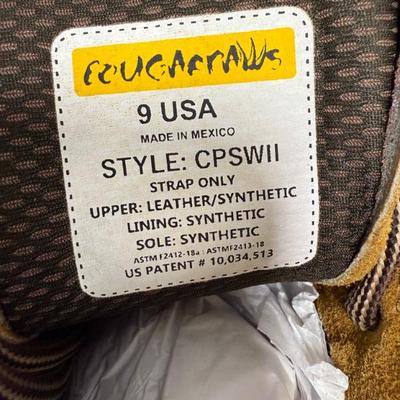 COUGARPAWS
9 USA
MADE IN MEXICO
STYLE: CPSWII
STRAP ONLY
UPPER: LEATHER/SYNTHETIC
LINING: SYNTHETIC
SOLE: SYNTHETIC
ASTM F2412-18a : ASTMF2413-18
US PATENT # 10,034,513